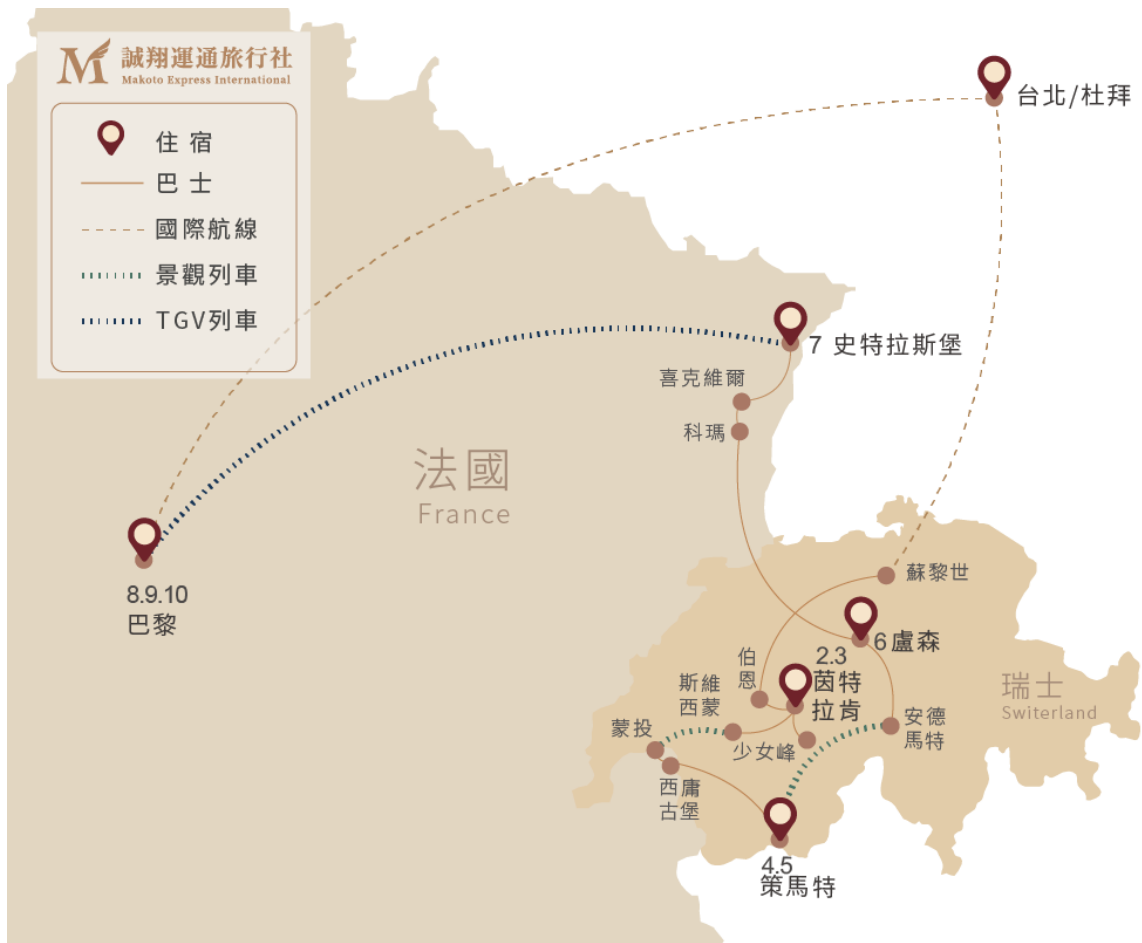 誠翔運通旅行社
Makoto Express International
住宿
巴士
國際航線
景觀列車
TGV列車
台北/杜拜
7 史特拉斯堡
喜克維爾
科瑪
法國
France
8.9.10
巴黎
蘇黎世
6盧森
伯
恩
2.3
茵特
拉肯
斯維
西蒙
瑞士
Switerland
安德
馬特
蒙投
少女峰
西庸
古堡
4.5
策馬特